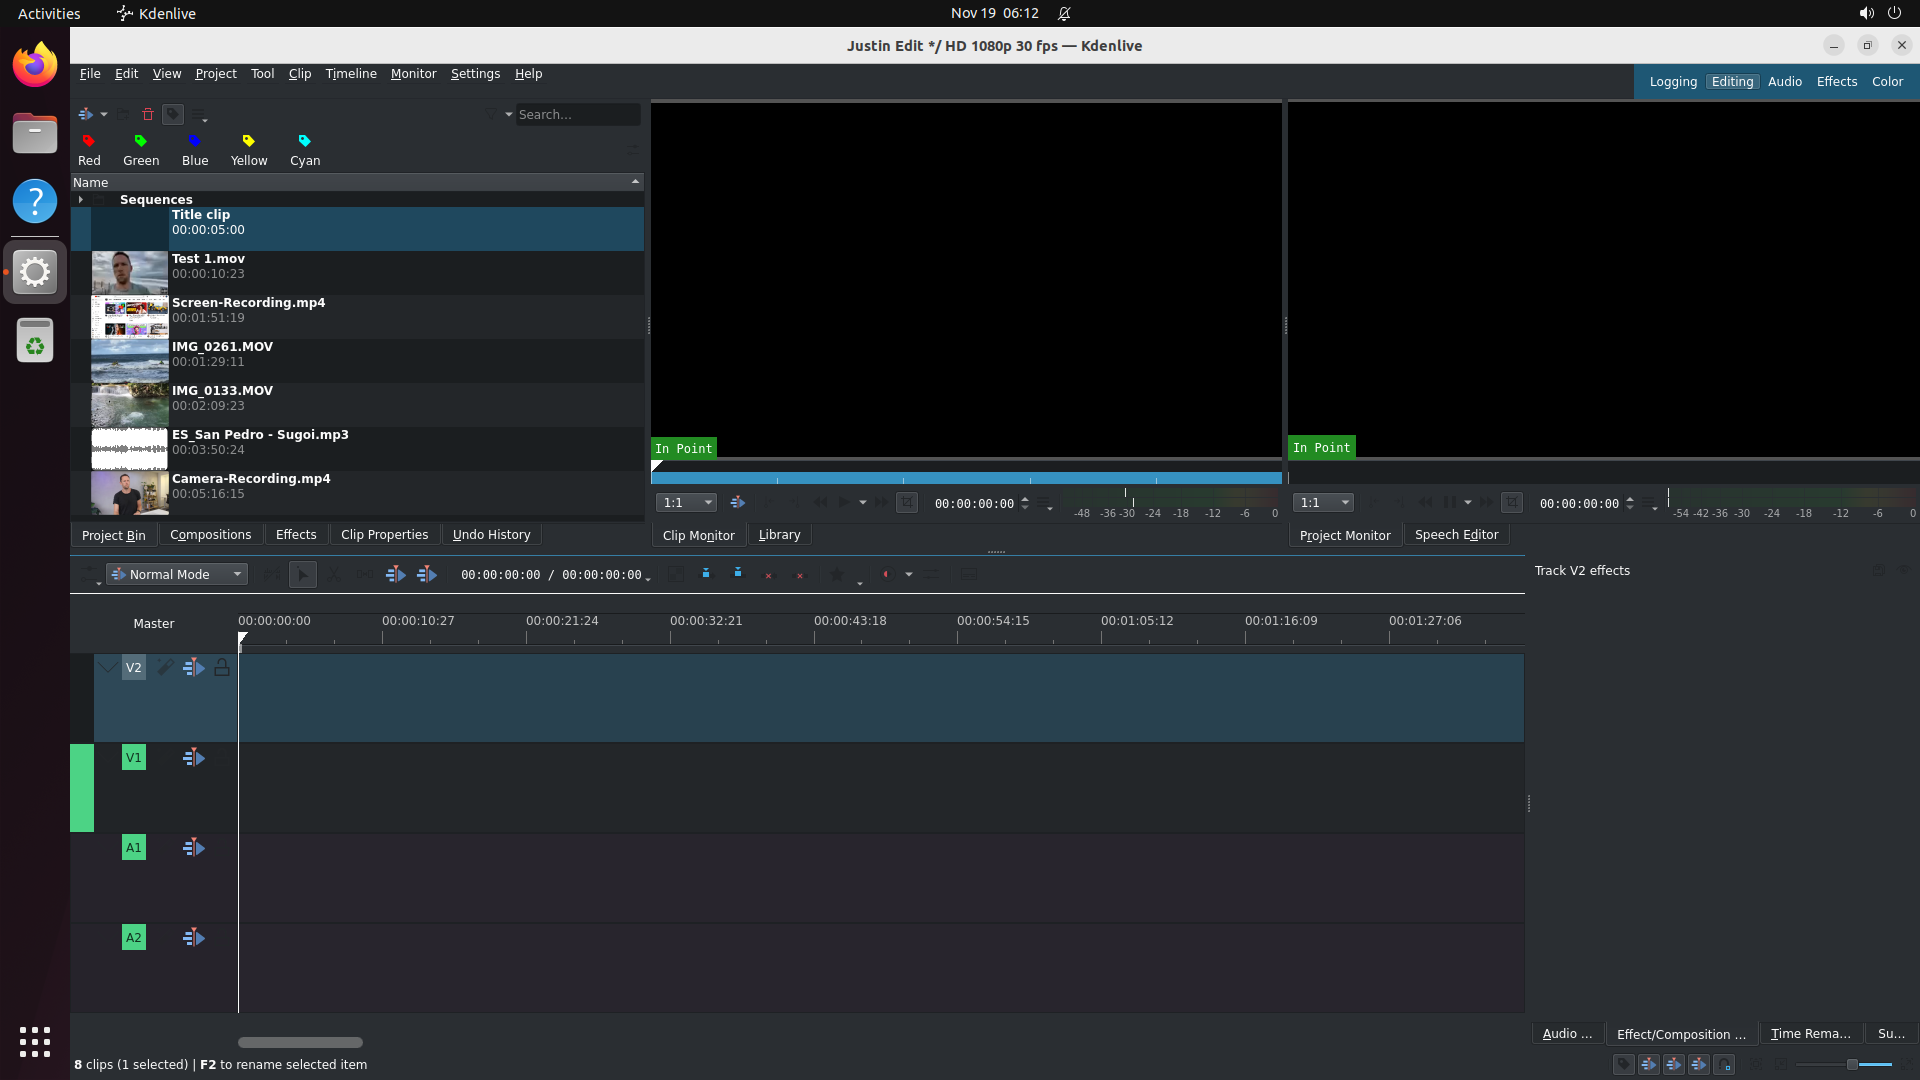 Activities
Kdenlive
Nov 19 06:12
Justin Edit */ HD 1080p 30 fps — Kdenlive
File Edit View Project Tool Clip Timeline Monitor Settings Help
Logging Editing Audio Effects Color
Search...
Red Green Blue Yellow Cyan
Name
Sequences
Title clip
00:00:05:00
Test 1.mov
00:00:10:23
Screen-Recording.mp4
00:01:51:19
IMG_0261.MOV
00:01:29:11
IMG_0133.MOV
00:02:09:23
ES_San Pedro - Sugoi.mp3
00:03:50:24
Camera-Recording.mp4
00:05:16:15
In Point
1:1
00:00:00:00
-48 -36 -30 -24 -18 -12 -6 0
In Point
1:1
00:00:00:00
-54 -42 -36 -30 -24 -18 -12 -6 0
Project Bin Compositions Effects Clip Properties Undo History
Clip Monitor Library
Project Monitor Speech Editor
Normal Mode
00:00:00:00 / 00:00:00:00
Track V2 effects
Master
00:00:00:00 00:00:10:27 00:00:21:24 00:00:32:21 00:00:43:18 00:00:54:15 00:01:05:12 00:01:16:09 00:01:27:06
V2
V1
A1
A2
Audio ... Effect/Composition ... Time Rema... Su...
8 clips (1 selected) | F2 to rename selected item